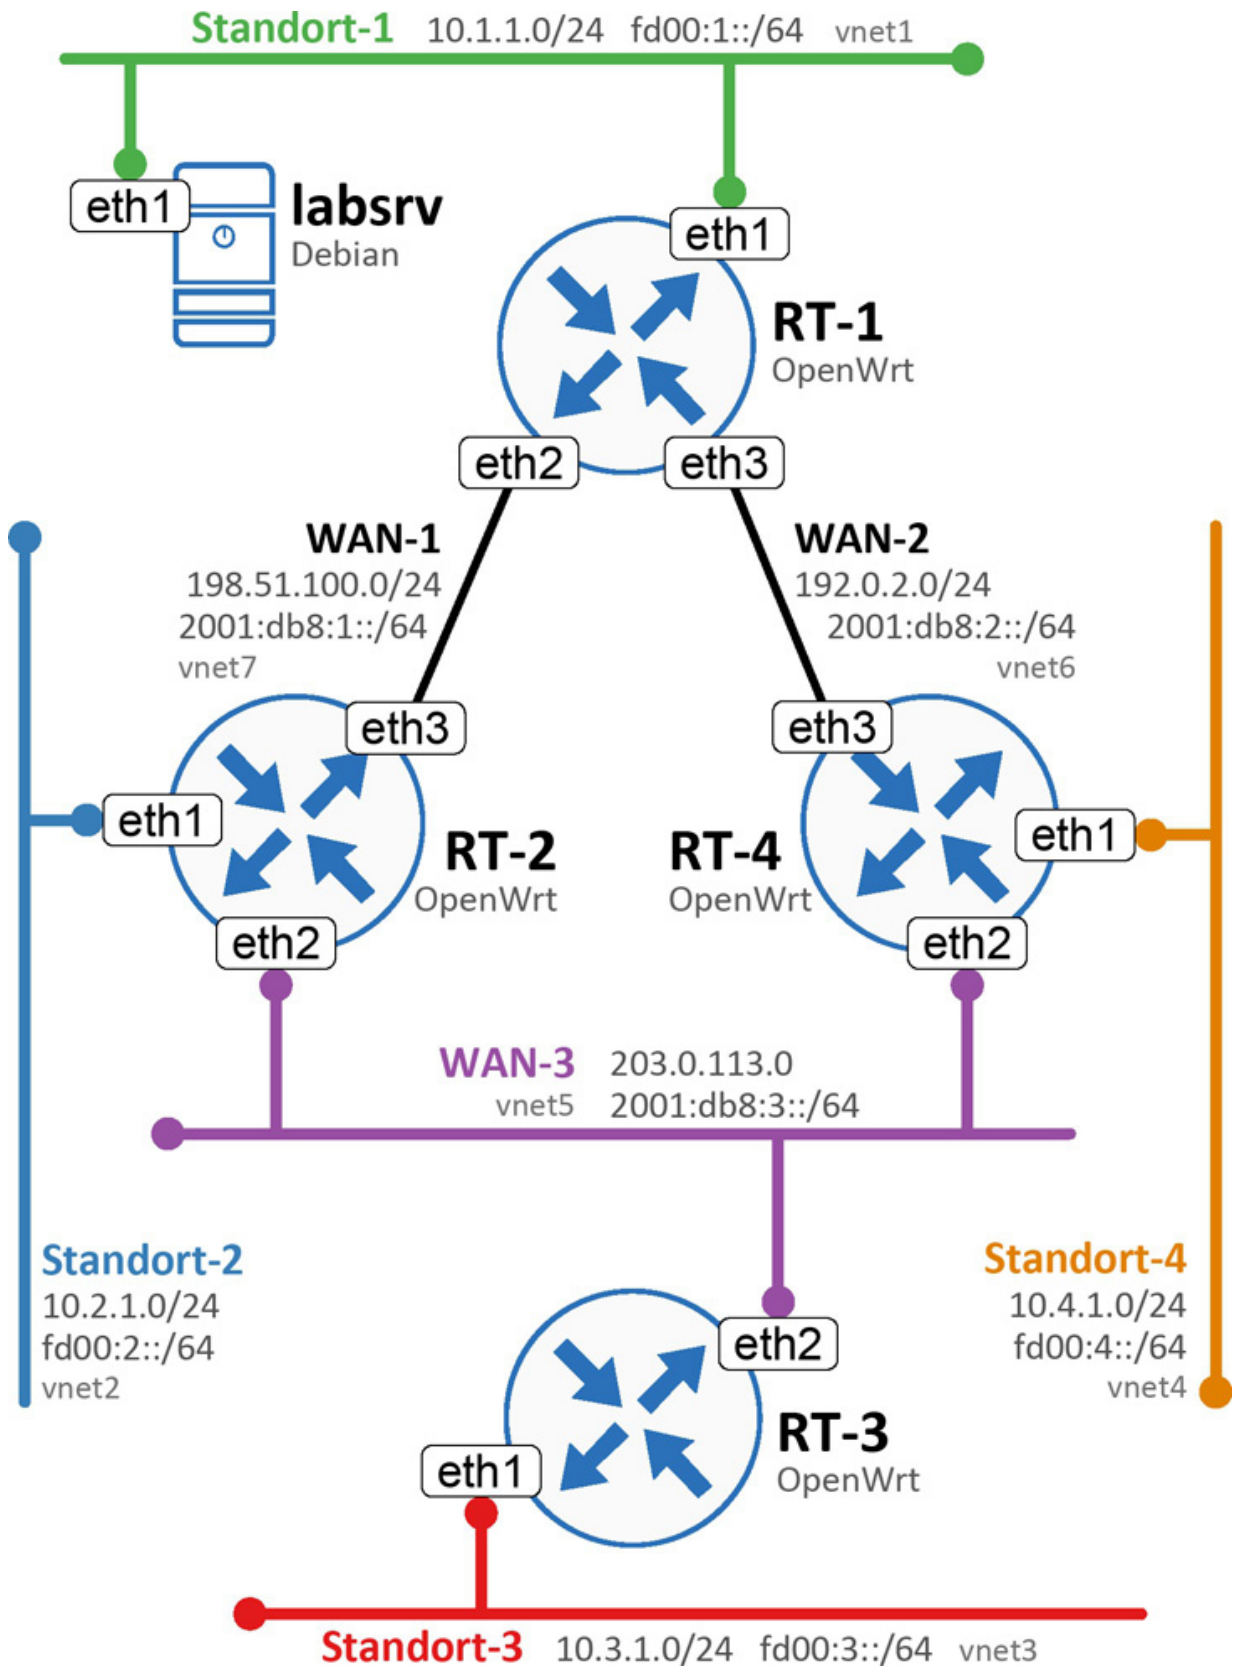 Standort-1 10.1.1.0/24 fd00:1::/64 vnet1
eth1
labsrv
Debian
eth1
RT-1
OpenWrt
eth2
eth3
WAN-1
198.51.100.0/24
2001:db8:1::/64
vnet7
WAN-2
192.0.2.0/24
2001:db8:2::/64
vnet6
eth3
eth1
RT-2
OpenWrt
eth2
eth3
RT-4
OpenWrt
eth1
eth2
WAN-3 203.0.113.0
vnet5 2001:db8:3::/64
Standort-2
10.2.1.0/24
fd00:2::/64
vnet2
Standort-4
10.4.1.0/24
fd00:4::/64
vnet4
eth2
RT-3
OpenWrt
eth1
Standort-3 10.3.1.0/24 fd00:3::/64 vnet3